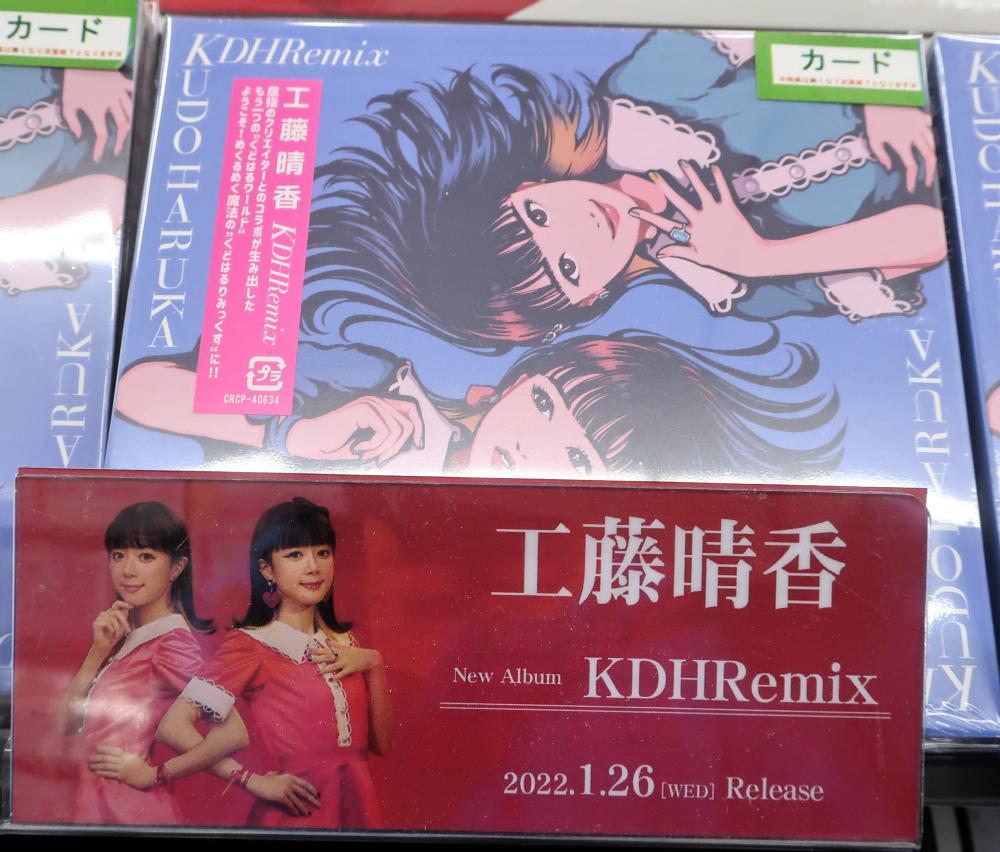 カード
KDHRemix
KUDO HARUKA
カード
工藤晴香 KDHRemix
屈指のクリエイターとのコラボが生み出した
もう一つの"くどはるワールド"
ようこそ!めくるめく魔法の"くどはるりみっくす"に!!
プラ
CRCP-40634
工藤晴香
New Album KDHRemix
2022.1.26 [WED] Release